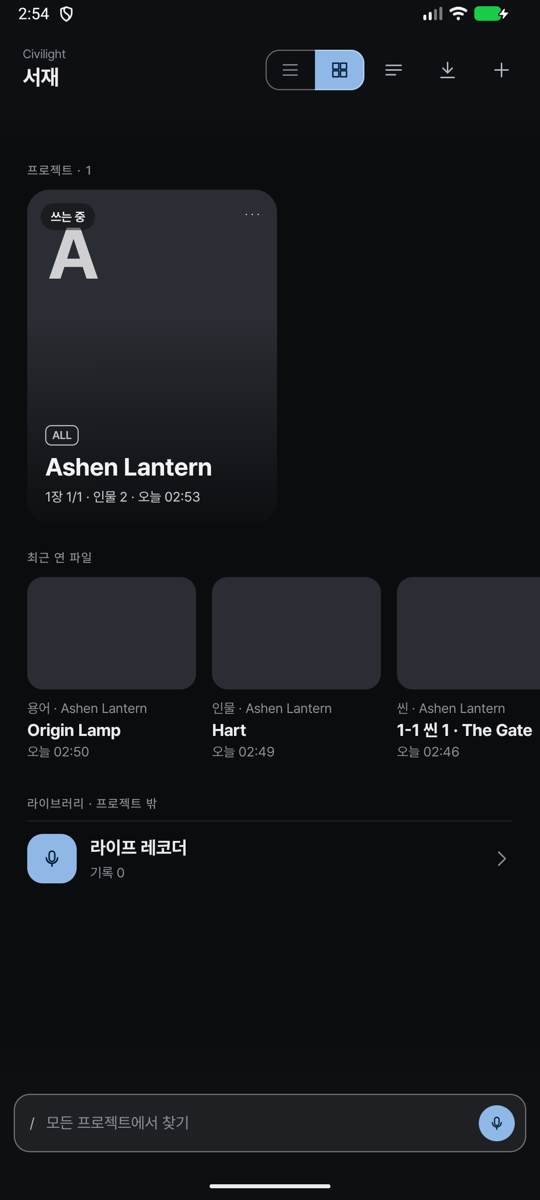 2:54
Civilight
서재
프로젝트 · 1
쓰는 중
...
A
ALL
Ashen Lantern
1장 1/1 · 인물 2 · 오늘 02:53
최근 연 파일
용어 · Ashen Lantern
Origin Lamp
오늘 02:50
인물 · Ashen Lantern
Hart
오늘 02:49
씬 · Ashen Lantern
1-1 씬 1 · The Gate
오늘 02:46
라이브러리 · 프로젝트 밖
라이프 레코더
기록 0
/ 모든 프로젝트에서 찾기